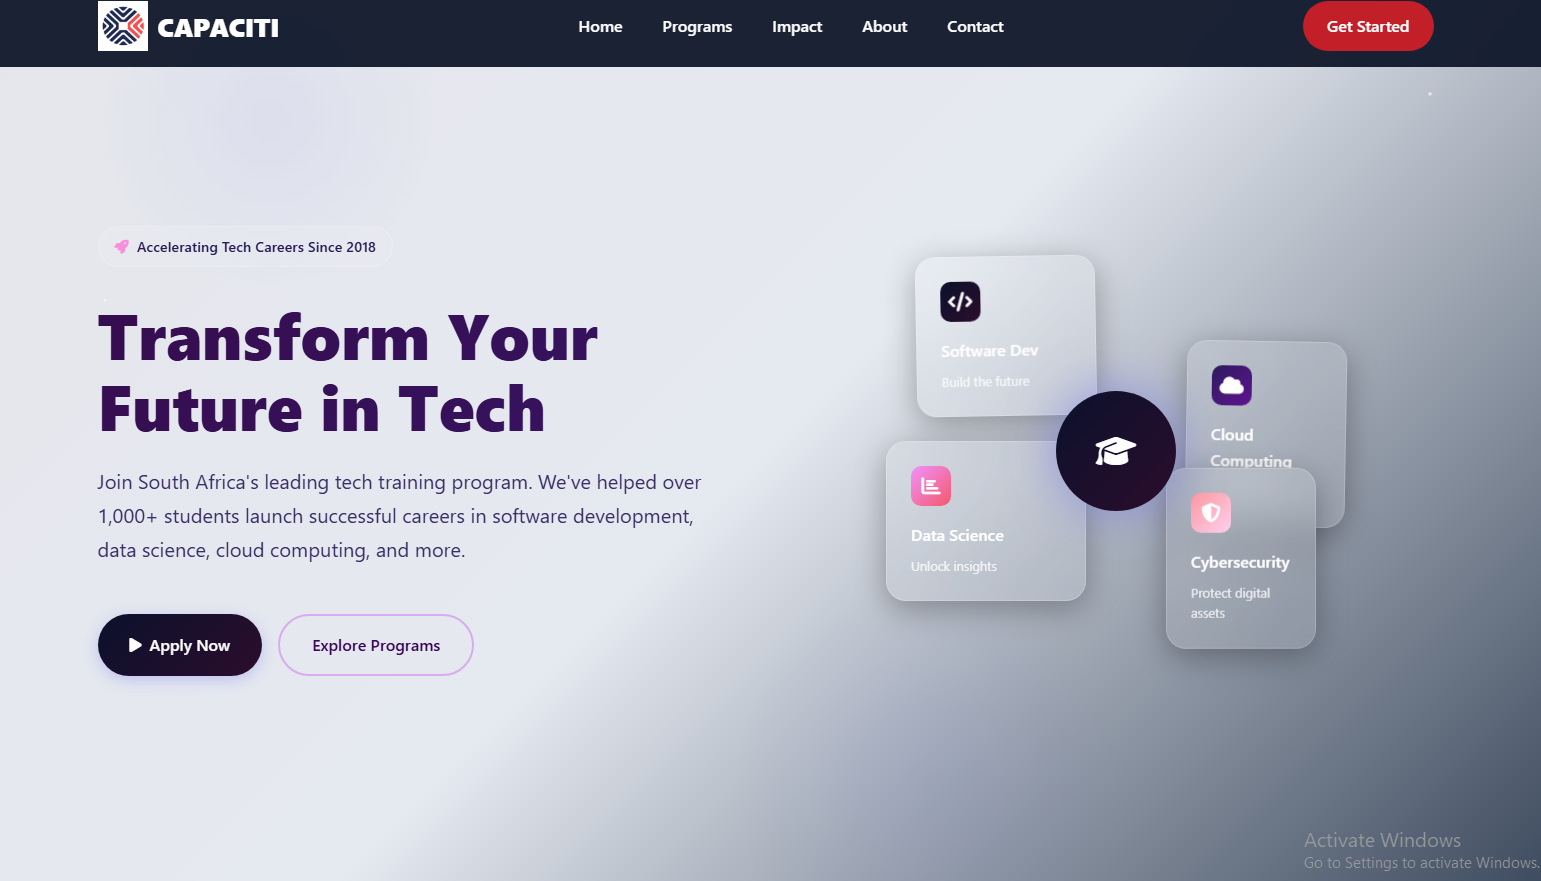 CAPACITI
Home Programs Impact About Contact
Get Started
Accelerating Tech Careers Since 2018
Transform Your
Future in Tech
Join South Africa's leading tech training program. We've helped over
1,000+ students launch successful careers in software development,
data science, cloud computing, and more.
Apply Now
Explore Programs
Software Dev
Build the future
Cloud
Computing
Data Science
Unlock insights
Cybersecurity
Protect digital
assets
Activate Windows
Go to Settings to activate Windows.